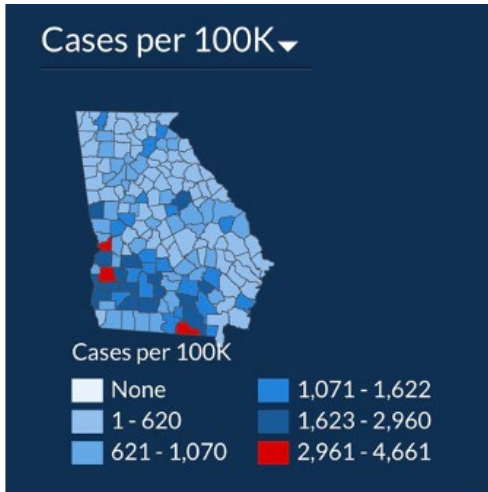 Cases per 100K
Cases per 100K
None
1 - 620
621 - 1,070
1,071 - 1,622
1,623 - 2,960
2,961 - 4,661